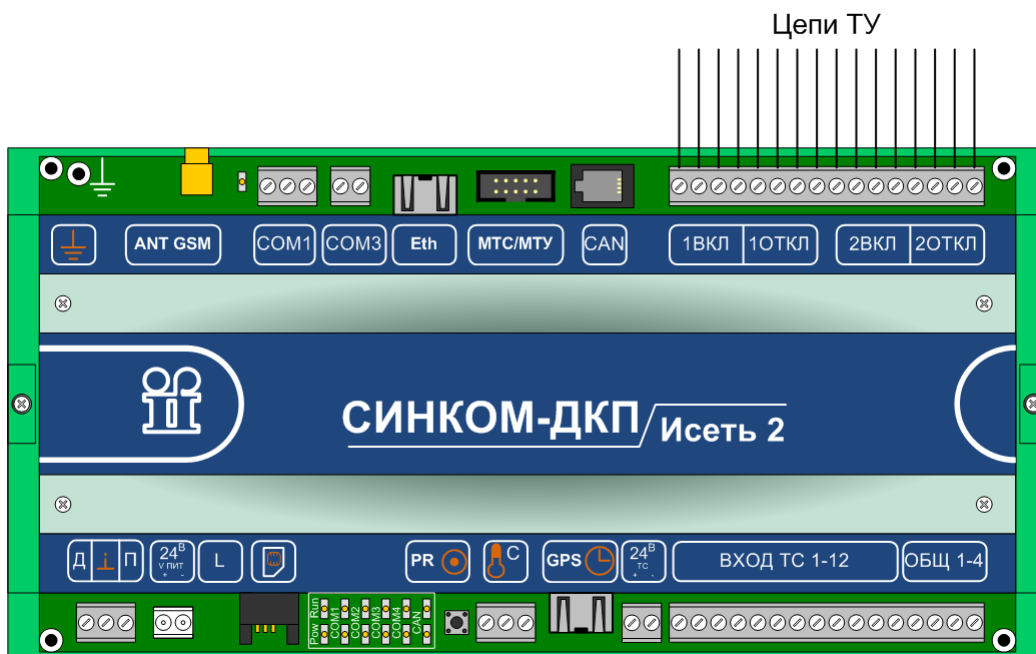 Цепи ТУ
ANT GSM
COM1
COM3
Eth
МТС/МТУ
CAN
1ВКЛ
1ОТКЛ
2ВКЛ
2ОТКЛ
СИНКОМ-ДКП/Исеть 2
Д
П
24В
V ПИТ
+ -
L
PR
C
GPS
24В
ТС
+ -
ВХОД ТС 1-12
ОБЩ 1-4
Pow Run
COM1
COM2
COM3
COM4
CAN